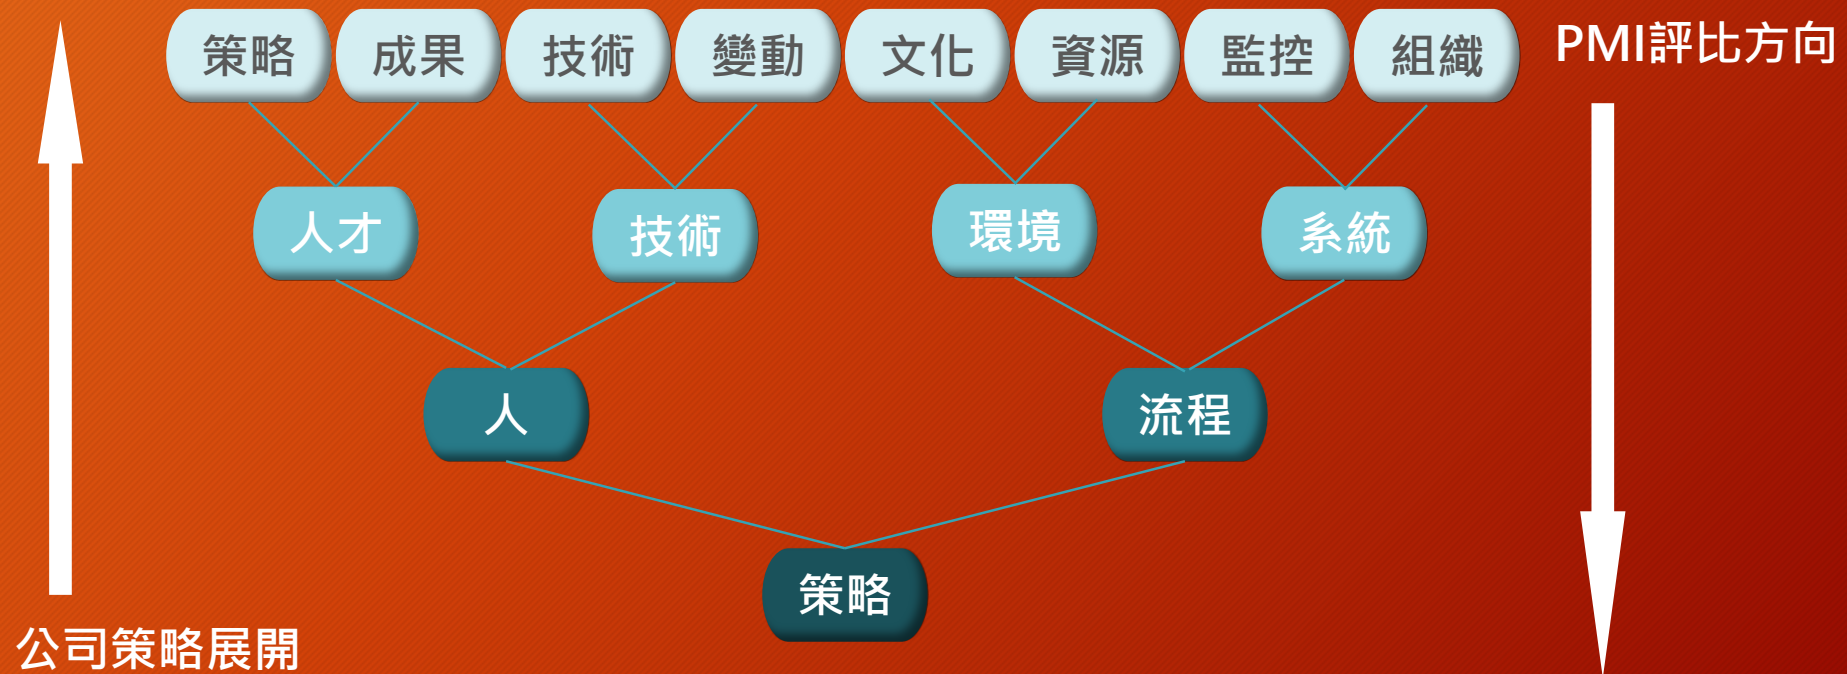 策略
成果
技術
變動
文化
資源
監控
組織
PMI評比方向
人才
技術
環境
系統
人
流程
策略
公司策略展開